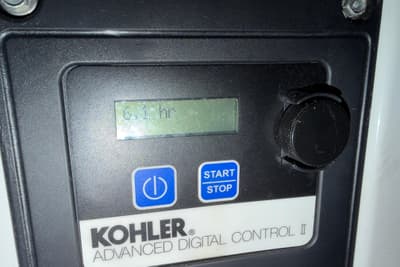 6.1 hr
START
STOP
KOHLER®
ADVANCED DIGITAL CONTROL II